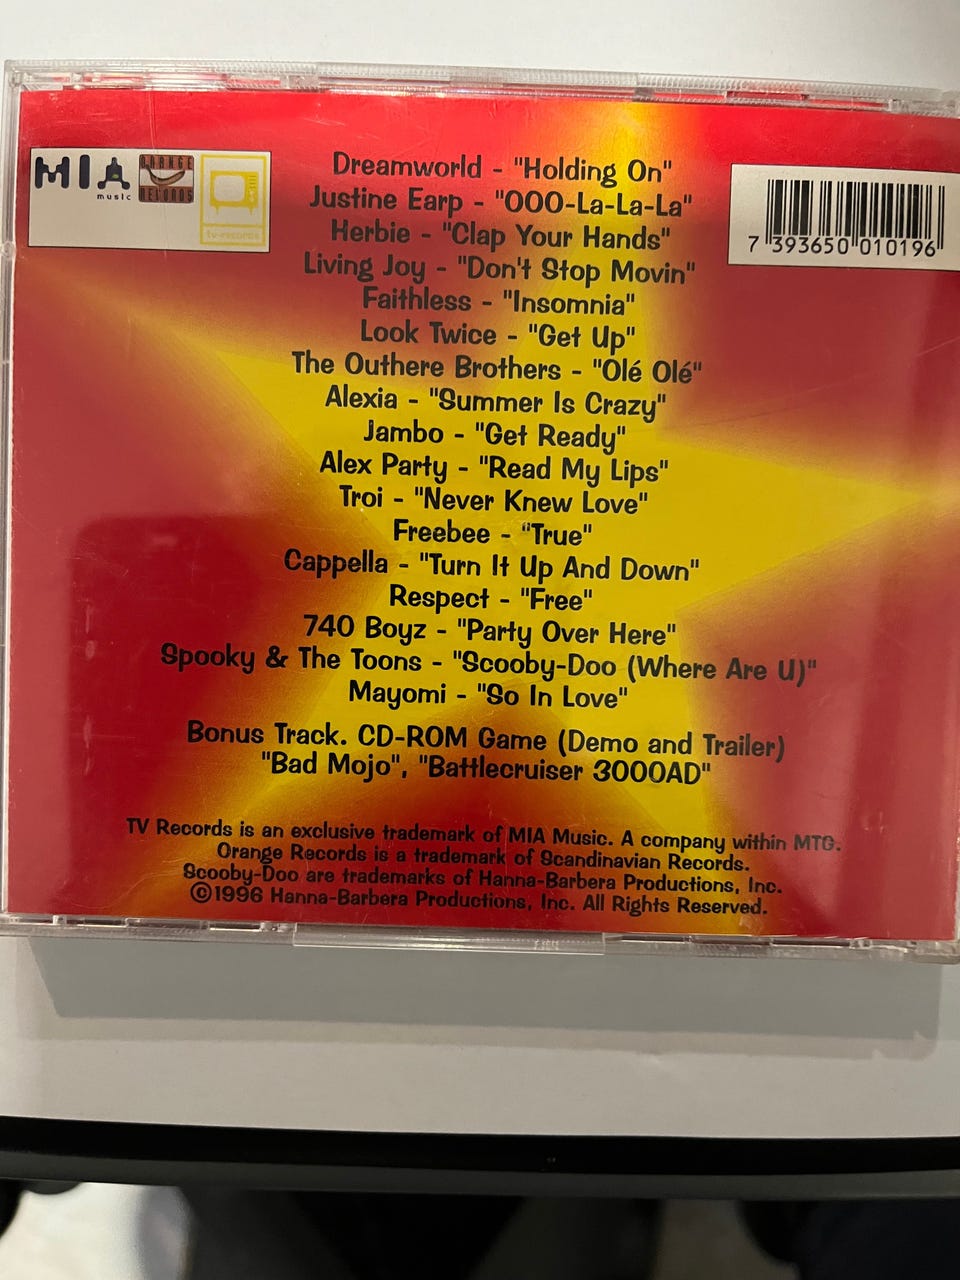 MIA
music
ORANGE
RECORDS
tv-records
7 393650 010196
Dreamworld - "Holding On"
Justine Earp - "OOO-La-La-La"
Herbie - "Clap Your Hands"
Living Joy - "Don't Stop Movin"
Faithless - "Insomnia"
Look Twice - "Get Up"
The Outhere Brothers - "Olé Olé"
Alexia - "Summer Is Crazy"
Jambo - "Get Ready"
Alex Party - "Read My Lips"
Troi - "Never Knew Love"
Freebee - "True"
Cappella - "Turn It Up And Down"
Respect - "Free"
740 Boyz - "Party Over Here"
Spooky & The Toons - "Scooby-Doo (Where Are U)"
Mayomi - "So In Love"
Bonus Track. CD-ROM Game (Demo and Trailer)
"Bad Mojo", "Battlecruiser 3000AD"
TV Records is an exclusive trademark of MIA Music. A company within MTG.
Orange Records is a trademark of Scandinavian Records.
Scooby-Doo are trademarks of Hanna-Barbera Productions, Inc.
©1996 Hanna-Barbera Productions, Inc. All Rights Reserved.